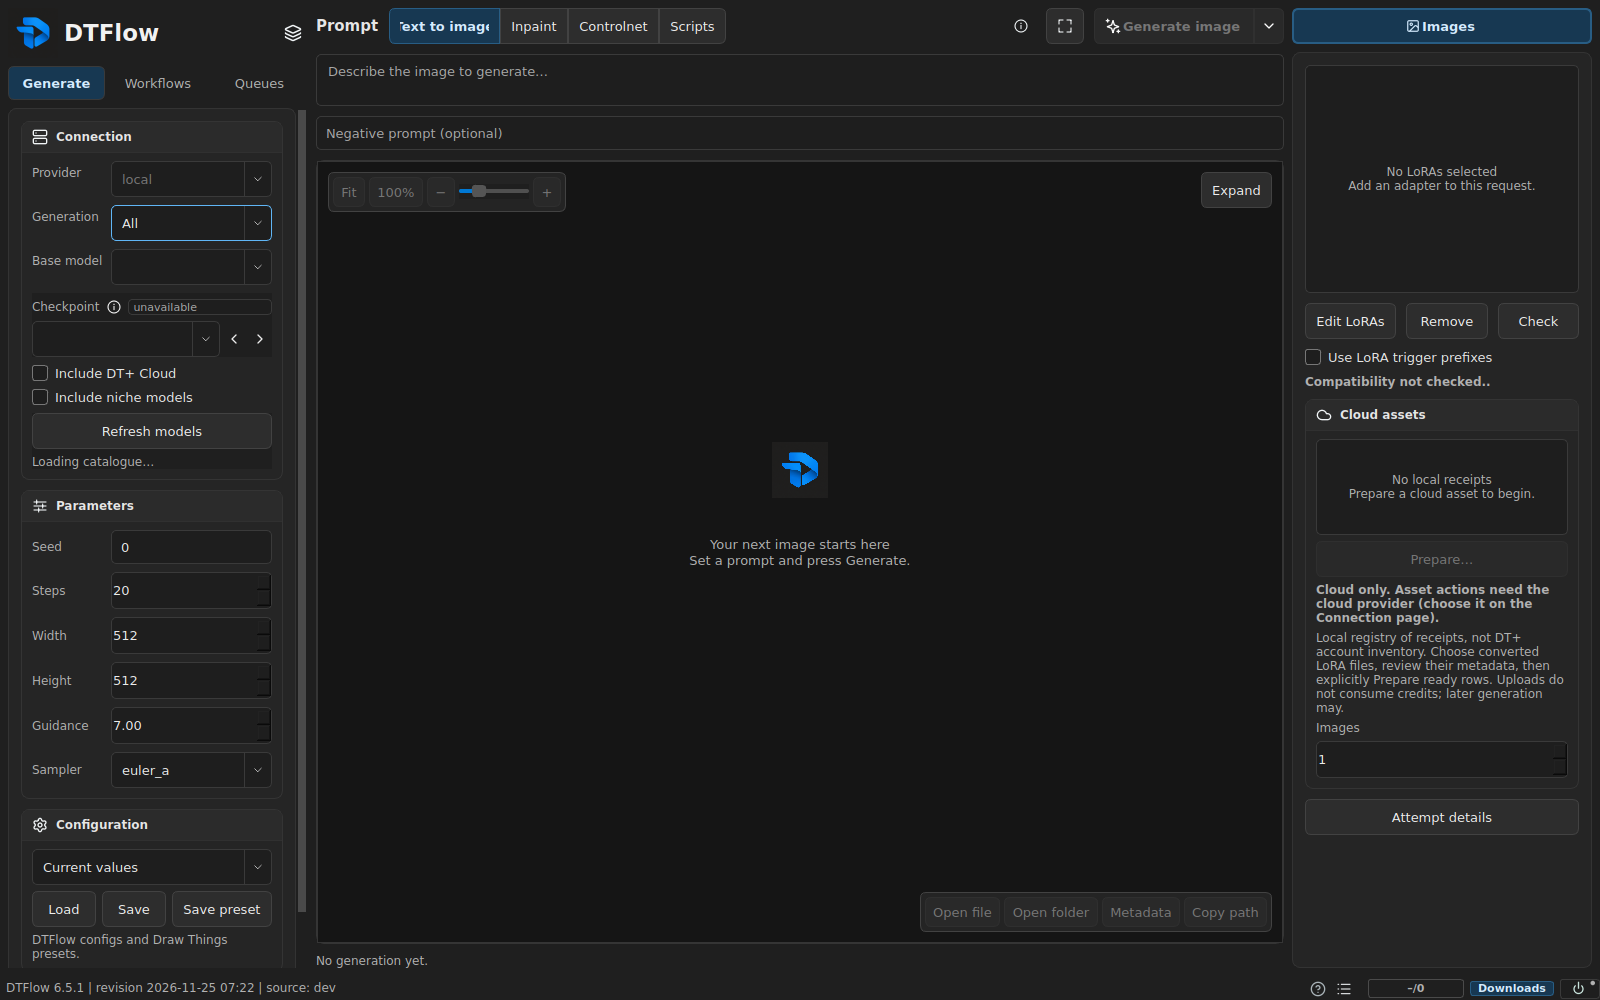 DTFlow
Generate
Workflows
Queues
Connection
Provider
local
Generation
All
Base model
Checkpoint
unavailable
Include DT+ Cloud
Include niche models
Refresh models
Loading catalogue...
Parameters
Seed
0
Steps
20
Width
512
Height
512
Guidance
7.00
Sampler
euler_a
Configuration
Current values
Load
Save
Save preset
DTFlow configs and Draw Things
presets.
Prompt
Text to image
Inpaint
Controlnet
Scripts
Generate image
Describe the image to generate...
Negative prompt (optional)
Fit
100%
−
+
Expand
Your next image starts here
Set a prompt and press Generate.
Open file
Open folder
Metadata
Copy path
No generation yet.
Images
No LoRAs selected
Add an adapter to this request.
Edit LoRAs
Remove
Check
Use LoRA trigger prefixes
Compatibility not checked..
Cloud assets
No local receipts
Prepare a cloud asset to begin.
Prepare...
Cloud only. Asset actions need the
cloud provider (choose it on the
Connection page).
Local registry of receipts, not DT+
account inventory. Choose converted
LoRA files, review their metadata, then
explicitly Prepare ready rows. Uploads do
not consume credits; later generation
may.
Images
1
Attempt details
DTFlow 6.5.1 | revision 2026-11-25 07:22 | source: dev
-/0
Downloads